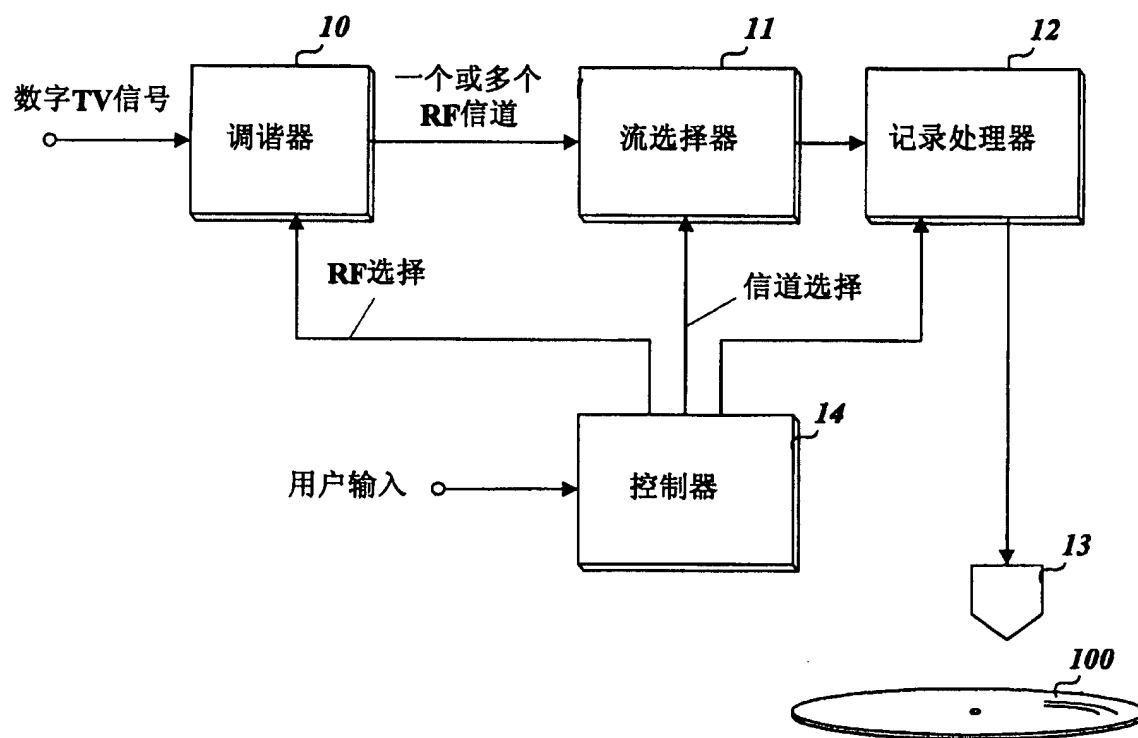 10
11
12
数字TV信号
一个或多个
RF信道
调谐器
流选择器
记录处理器
RF选择
信道选择
14
用户输入
控制器
13
100